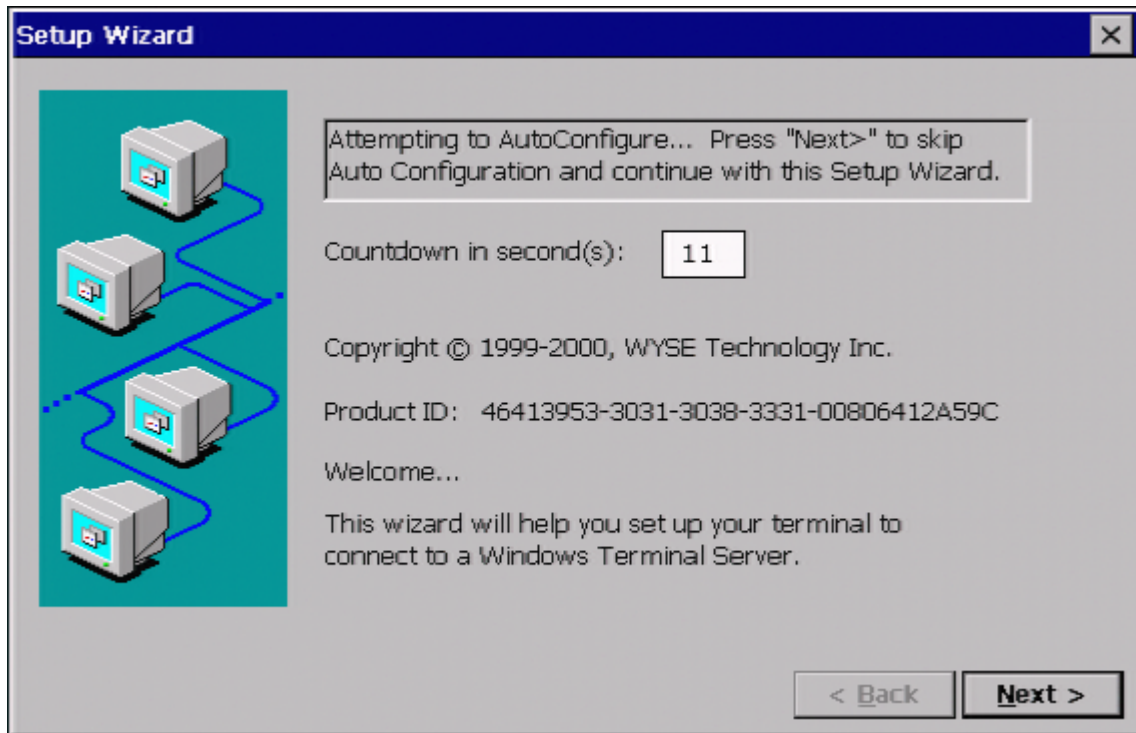 Setup Wizard
Attempting to AutoConfigure... Press "Next>" to skip
Auto Configuration and continue with this Setup Wizard.
Countdown in second(s): 11
Copyright © 1999-2000, WYSE Technology Inc.
Product ID: 46413953-3031-3038-3331-00806412A59C
Welcome...
This wizard will help you set up your terminal to
connect to a Windows Terminal Server.
< Back Next >